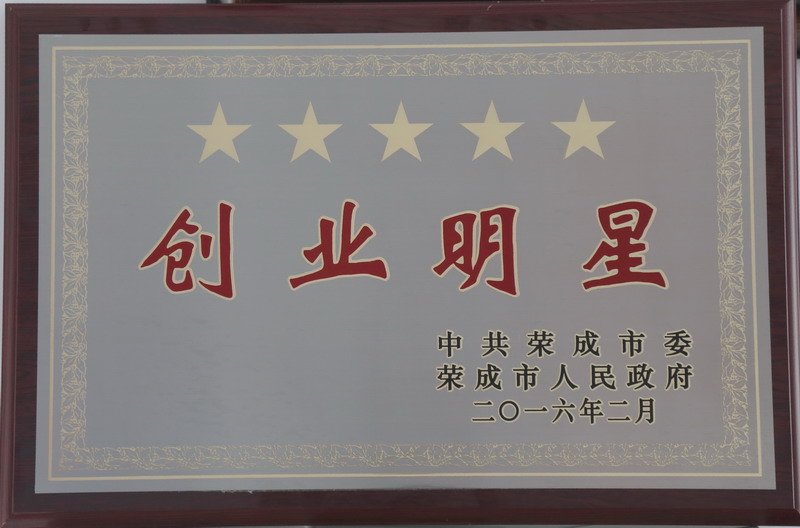 创业明星
中共荣成市委
荣成市人民政府
二〇一六年二月